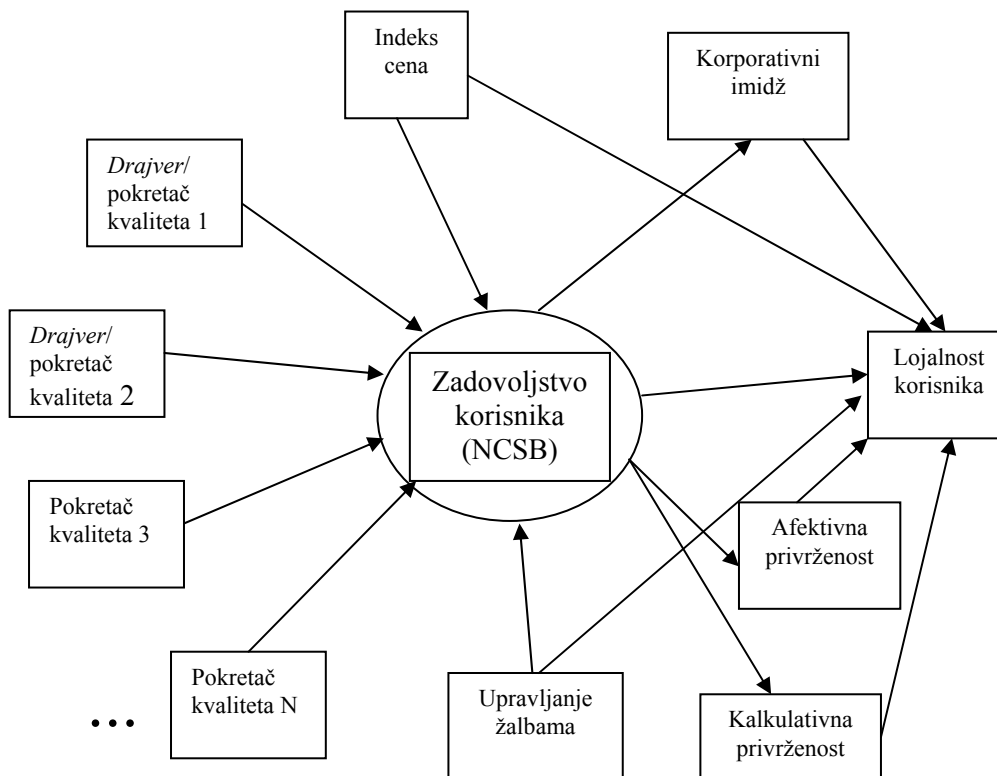 Indeks
cena
Korporativni
imidž
Drajver/
pokretač
kvaliteta 1
Drajver/
pokretač
kvaliteta 2
Zadovoljstvo
korisnika
(NCSB)
Lojalnost
korisnika
Pokretač
kvaliteta 3
Afektivna
privrženost
Pokretač
kvaliteta N
...
Upravljanje
žalbama
Kalkulativna
privrženost